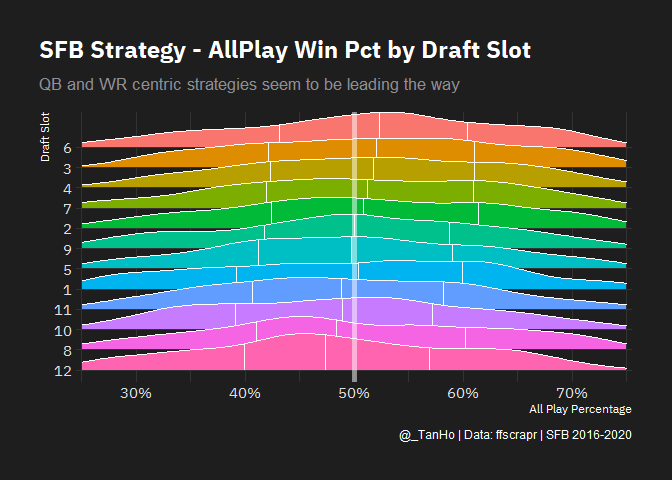 SFB Strategy - AllPlay Win Pct by Draft Slot
QB and WR centric strategies seem to be leading the way
Draft Slot
6
3
4
7
2
9
5
1
11
10
8
12
30% 40% 50% 60% 70%
All Play Percentage
@_TanHo | Data: ffscrapr | SFB 2016-2020